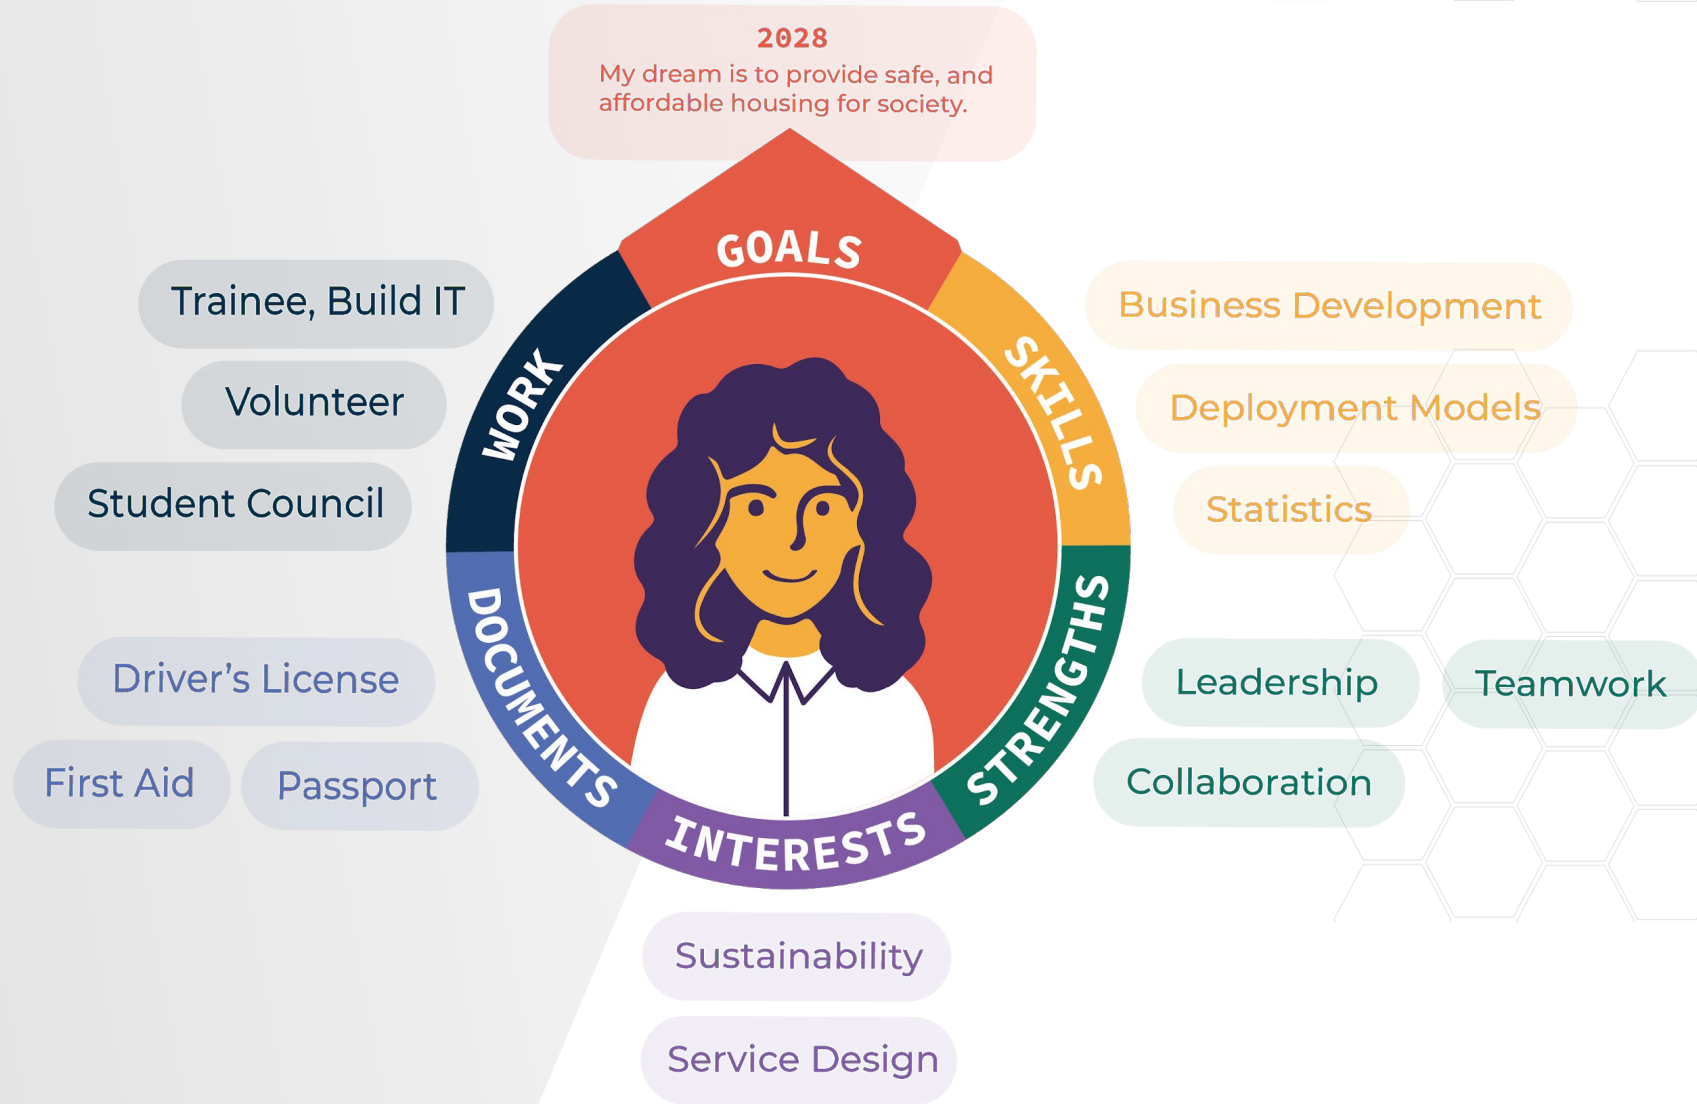 2028
My dream is to provide safe, and
affordable housing for society.
GOALS
WORK
Trainee, Build IT
Volunteer
Student Council
SKILLS
Business Development
Deployment Models
Statistics
DOCUMENTS
Driver’s License
First Aid
Passport
STRENGTHS
Leadership
Teamwork
Collaboration
INTERESTS
Sustainability
Service Design